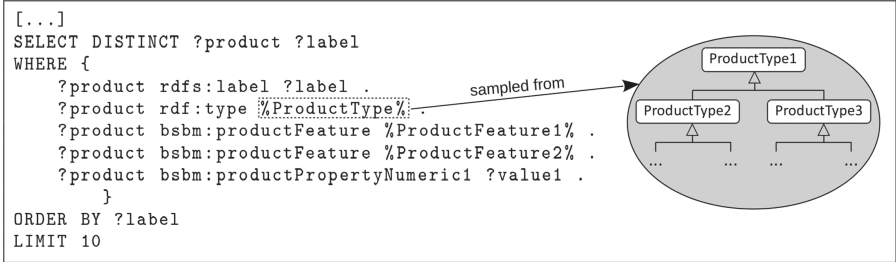 [...]
SELECT DISTINCT ?product ?label
WHERE {
?product rdfs:label ?label .
?product rdf:type %ProductType% .
?product bsbm:productFeature %ProductFeature1% .
?product bsbm:productFeature %ProductFeature2% .
?product bsbm:productPropertyNumeric1 ?value1 .
}
ORDER BY ?label
LIMIT 10
sampled from
ProductType1
ProductType2 ProductType3
... ... ... ...